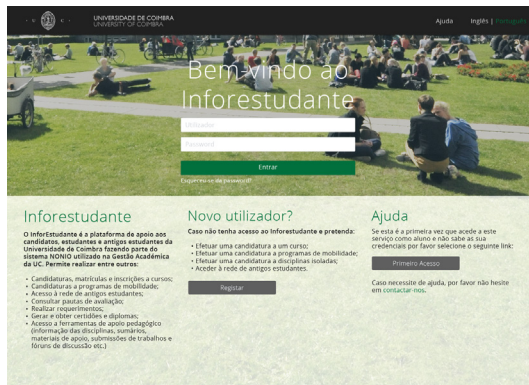 UNIVERSIDADE DE COIMBRA
UNIVERSITY OF COIMBRA
Ajuda
Inglês | Português
Bem-vindo ao
Inforestudante
Utilizador
Password
Entrar
Esqueceu-se da password?
Inforestudante
O InforEstudante é a plataforma de apoio aos
candidatos, estudantes e antigos estudantes da
Universidade de Coimbra fazendo parte do
sistema NONIO utilizado na Gestão Académica
da UC. Permite realizar entre outros:
• Candidaturas, matrículas e inscrições a cursos;
• Candidaturas a programas de mobilidade;
• Acesso à rede de antigos estudantes;
• Consultar pautas de avaliação;
• Realizar requerimentos;
• Gerar e obter certidões e diplomas;
• Acesso a ferramentas de apoio pedagógico
(informação das disciplinas, sumários,
materiais de apoio, submissões de trabalhos e
fóruns de discussão etc.)
Novo utilizador?
Caso não tenha acesso ao Inforestudante e pretenda:
• Efetuar uma candidatura a um curso;
• Efetuar uma candidatura a programas de mobilidade;
• Efetuar uma candidatura a disciplinas isoladas;
• Aceder à rede de antigos estudantes.
Registar
Ajuda
Se esta é a primeira vez que acede a este
serviço como aluno e não sabe as sua
credenciais por favor selecione o seguinte link:
Primeiro Acesso
Caso necessite de ajuda, por favor não hesite
em contactar-nos.